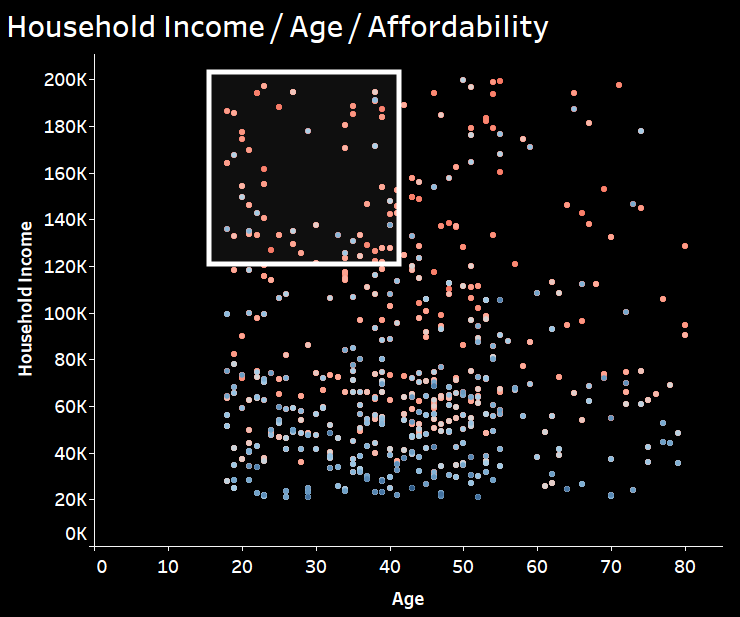 Household Income / Age / Affordability
Household Income
200K
180K
160K
140K
120K
100K
80K
60K
40K
20K
0K
0 10 20 30 40 50 60 70 80
Age